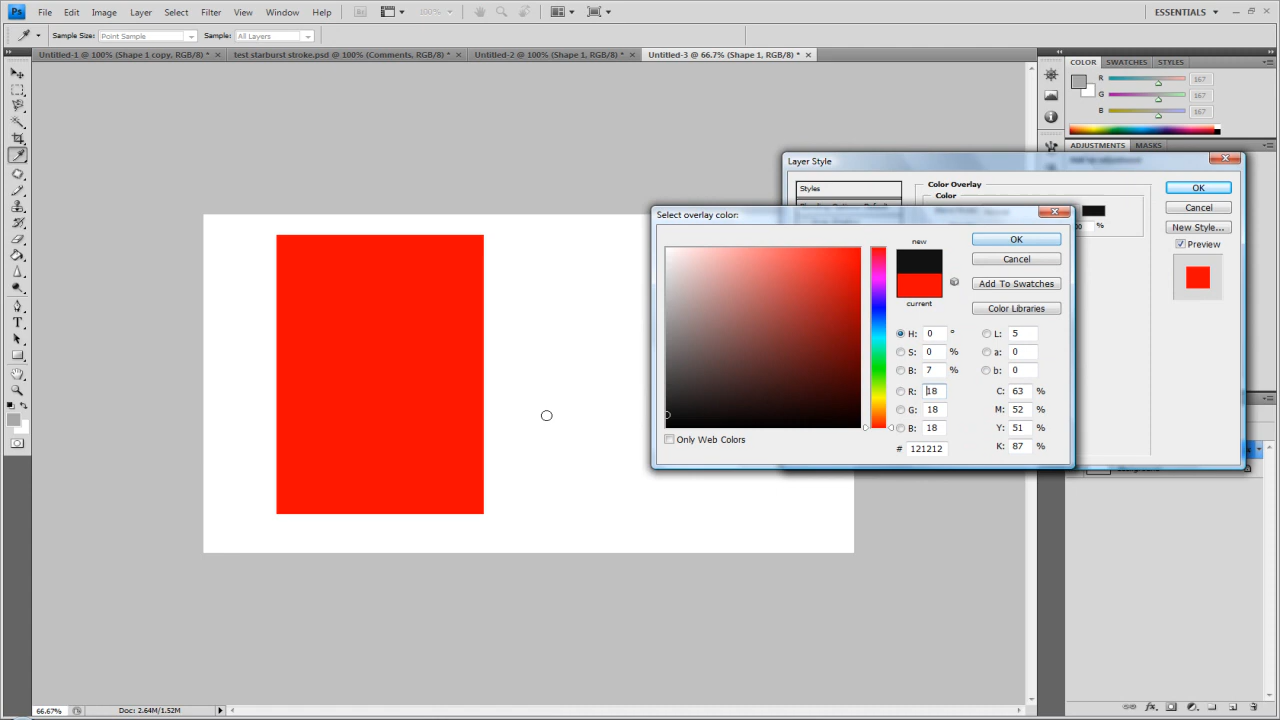 Ps File Edit Image Layer Select Filter View Window Help Br 100% ESSENTIALS
Sample Size: Point Sample Sample: All Layers
Untitled-1 @ 100% (Shape 1 copy, RGB/8) * test starburst stroke.psd @ 100% (Comments, RGB/8) * Untitled-2 @ 100% (Shape 1, RGB/8) * Untitled-3 @ 66.7% (Shape 1, RGB/8) *
COLOR SWATCHES STYLES
R 167
G 167
B 167
ADJUSTMENTS MASKS
Layer Style
Styles
Color Overlay
Color
OK
Cancel
New Style...
Preview
%
Select overlay color:
new
current
OK
Cancel
Add To Swatches
Color Libraries
H: 0 ° L: 5
S: 0 % a: 0
B: 7 % b: 0
R: 18 C: 63 %
G: 18 M: 52 %
B: 18 Y: 51 %
# 121212 K: 87 %
Only Web Colors
66.67% Doc: 2.64M/1.52M